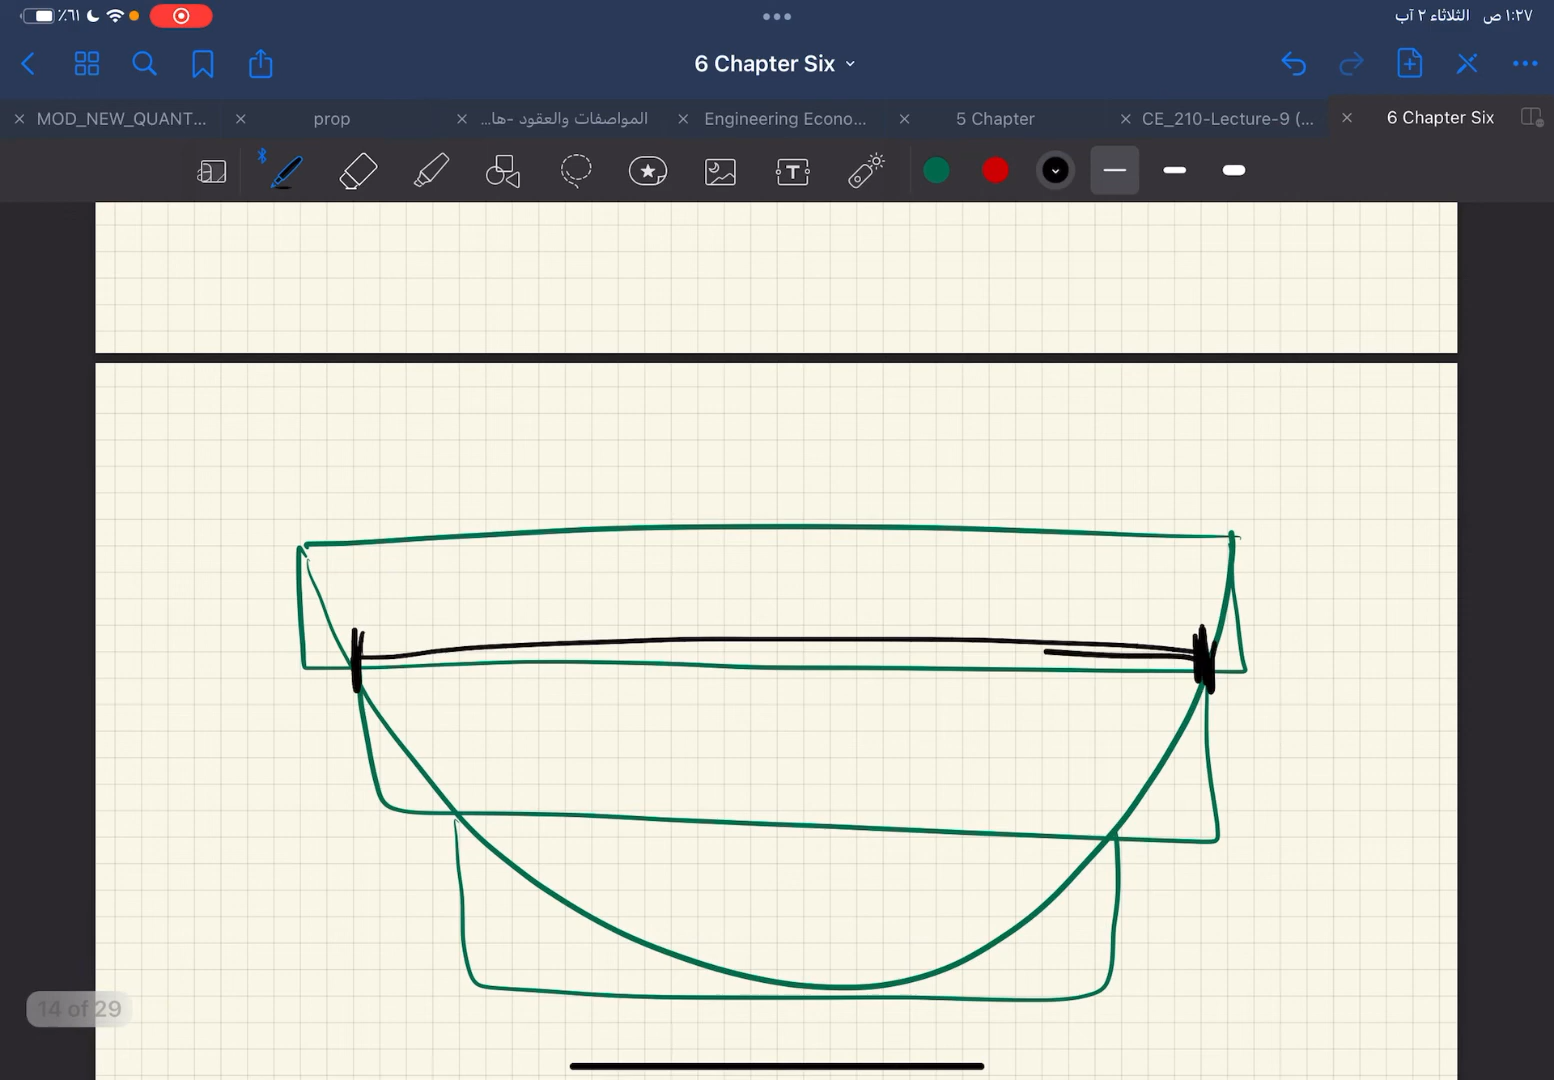 ٪٦١ ١:٢٧ ص الثلاثاء ٢ آب
6 Chapter Six
MOD_NEW_QUANT... prop المواصفات والعقود -ها... Engineering Econo... 5 Chapter CE_210-Lecture-9 (... 6 Chapter Six
T
14 of 29